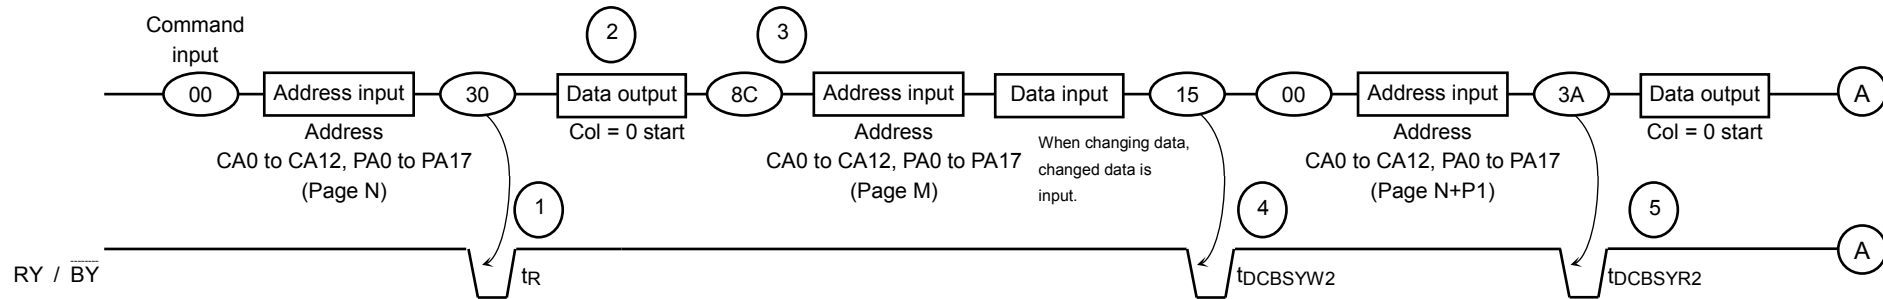 Command
input
2
3
00
Address input
30
Data output
8C
Address input
Data input
15
00
Address input
3A
Data output
A
Address
CA0 to CA12, PA0 to PA17
(Page N)
Col = 0 start
Address
CA0 to CA12, PA0 to PA17
(Page M)
When changing data,
changed data is
input.
Address
CA0 to CA12, PA0 to PA17
(Page N+P1)
Col = 0 start
1
4
5
RY / BY
tR
tDCBSYW2
tDCBSYR2
A